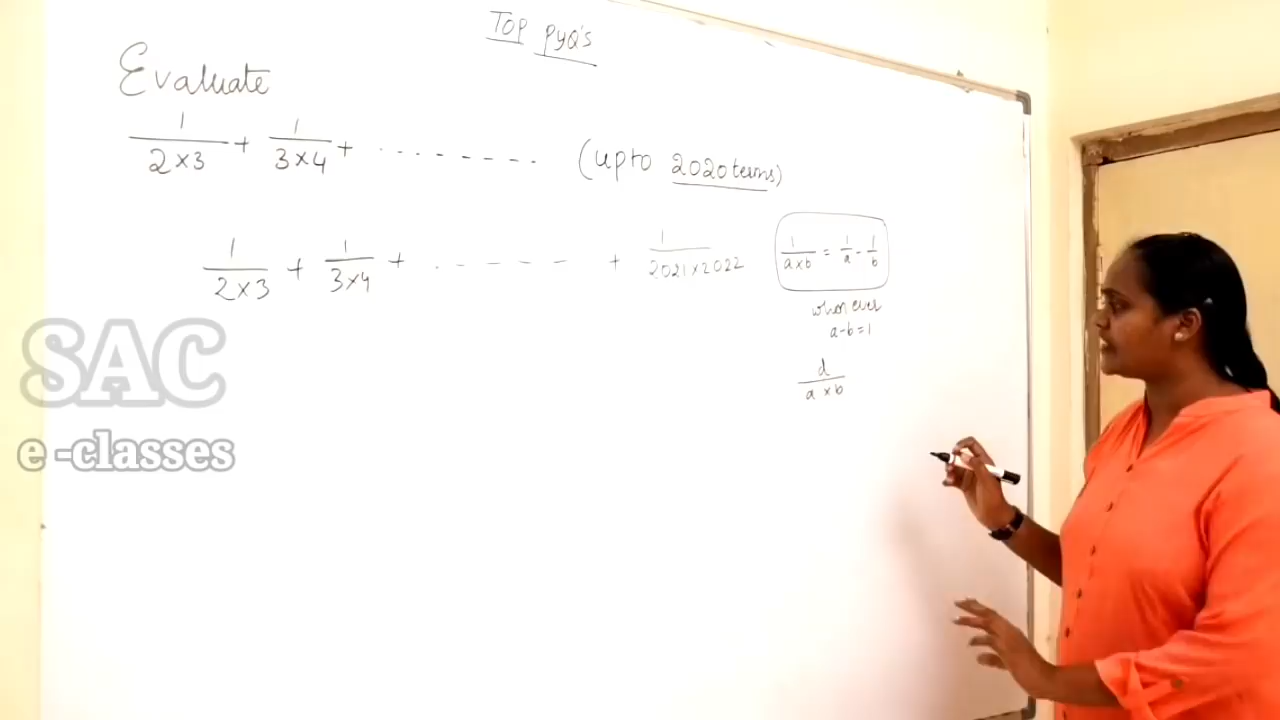 TOP PYQ'S
Evaluate
1/(2×3) + 1/(3×4) + ........ (upto 2020 terms)
1/(2×3) + 1/(3×4) + ...... + 1/(2021×2022)
1/(a×b) = 1/a - 1/b
whenever
a-b=1
d/(a×b)
SAC
e-classes